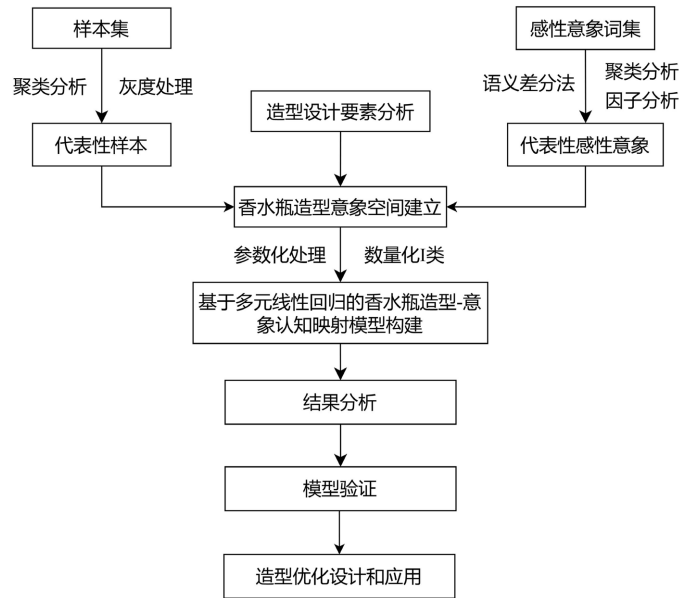 样本集
感性意象词集
聚类分析
灰度处理
语义差分法
聚类分析
因子分析
造型设计要素分析
代表性样本
代表性感性意象
香水瓶造型意象空间建立
参数化处理
数量化I类
基于多元线性回归的香水瓶造型-意
象认知映射模型构建
结果分析
模型验证
造型优化设计和应用